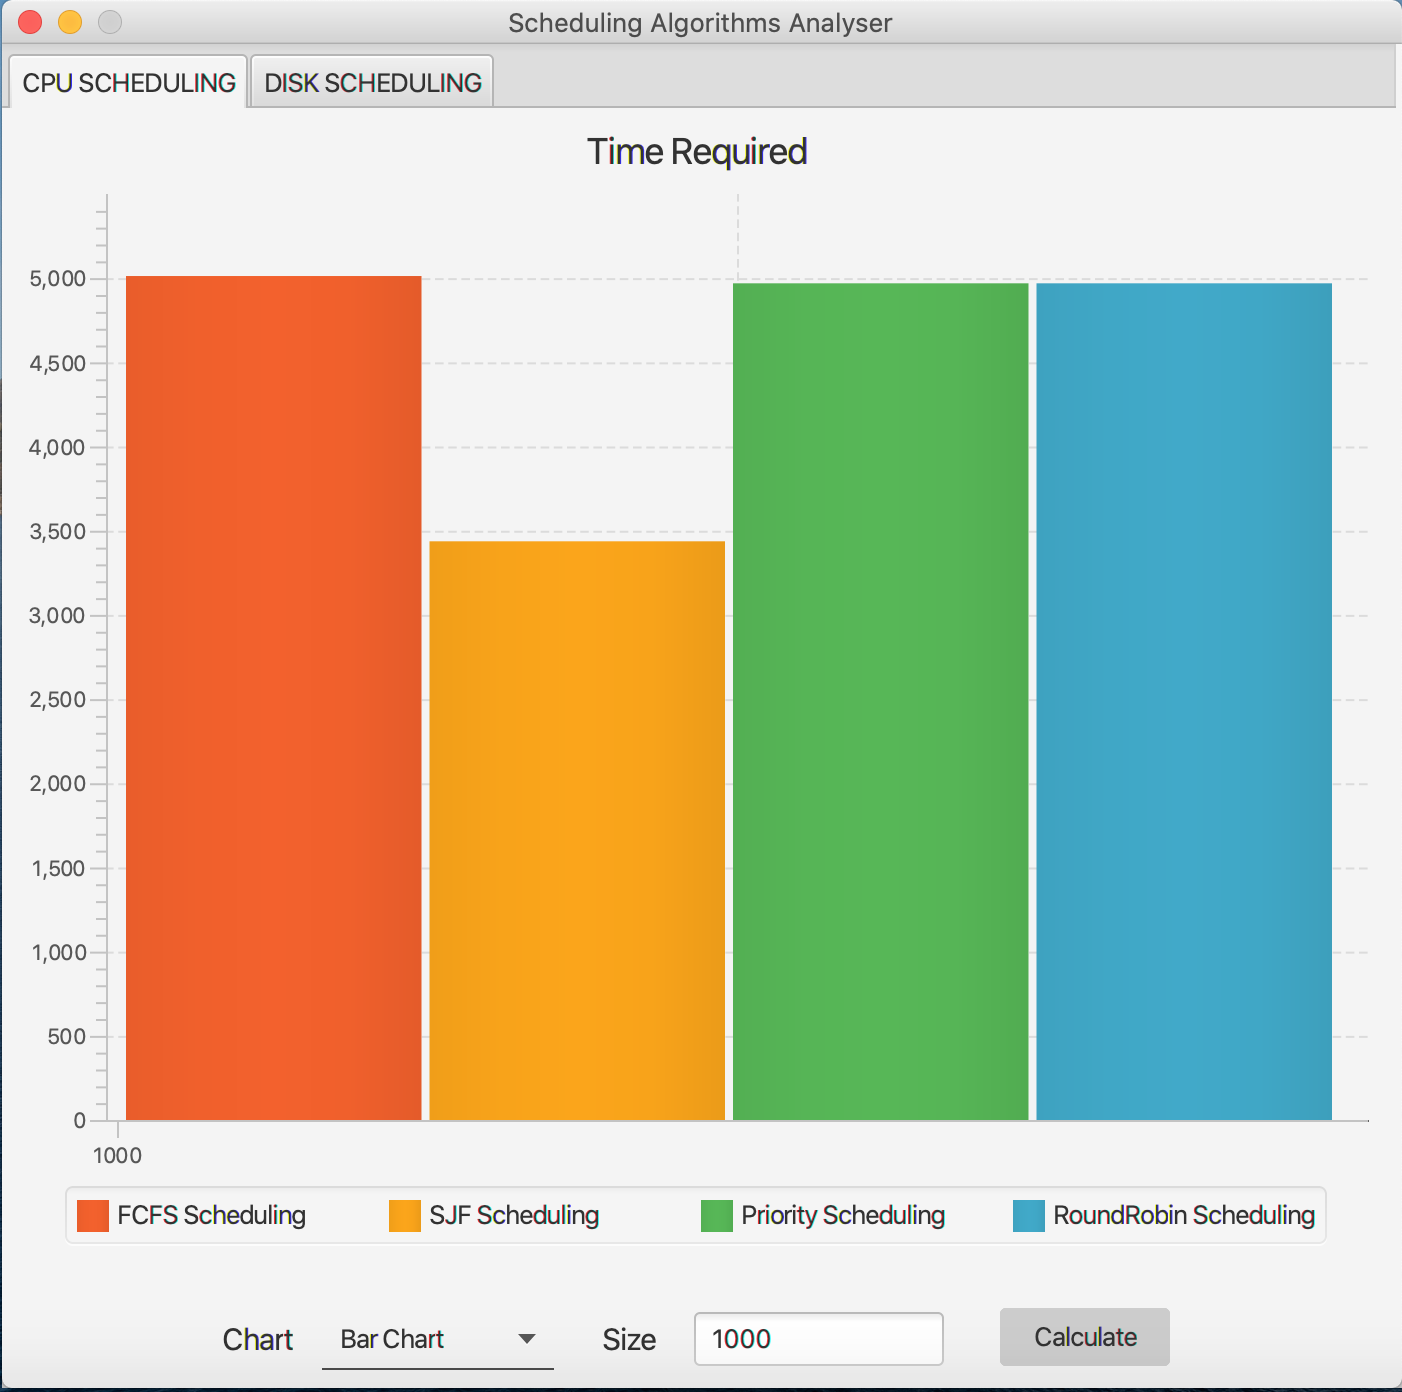 Scheduling Algorithms Analyser
CPU SCHEDULING
DISK SCHEDULING
Time Required
5,000
4,500
4,000
3,500
3,000
2,500
2,000
1,500
1,000
500
0
1000
FCFS Scheduling
SJF Scheduling
Priority Scheduling
RoundRobin Scheduling
Chart
Bar Chart
Size
1000
Calculate